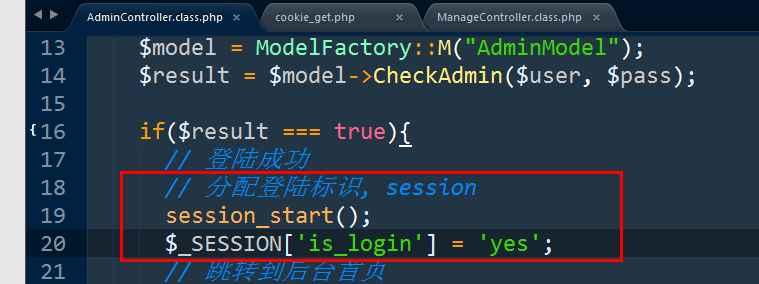 AdminController.class.php × cookie_get.php × ManageController.class.php ×
13 $model = ModelFactory::M("AdminModel");
14 $result = $model->CheckAdmin($user, $pass);
15
16 if($result === true){
17 // 登陆成功
18 // 分配登陆标识, session
19 session_start();
20 $_SESSION['is_login'] = 'yes';
21 // 跳转到后台首页